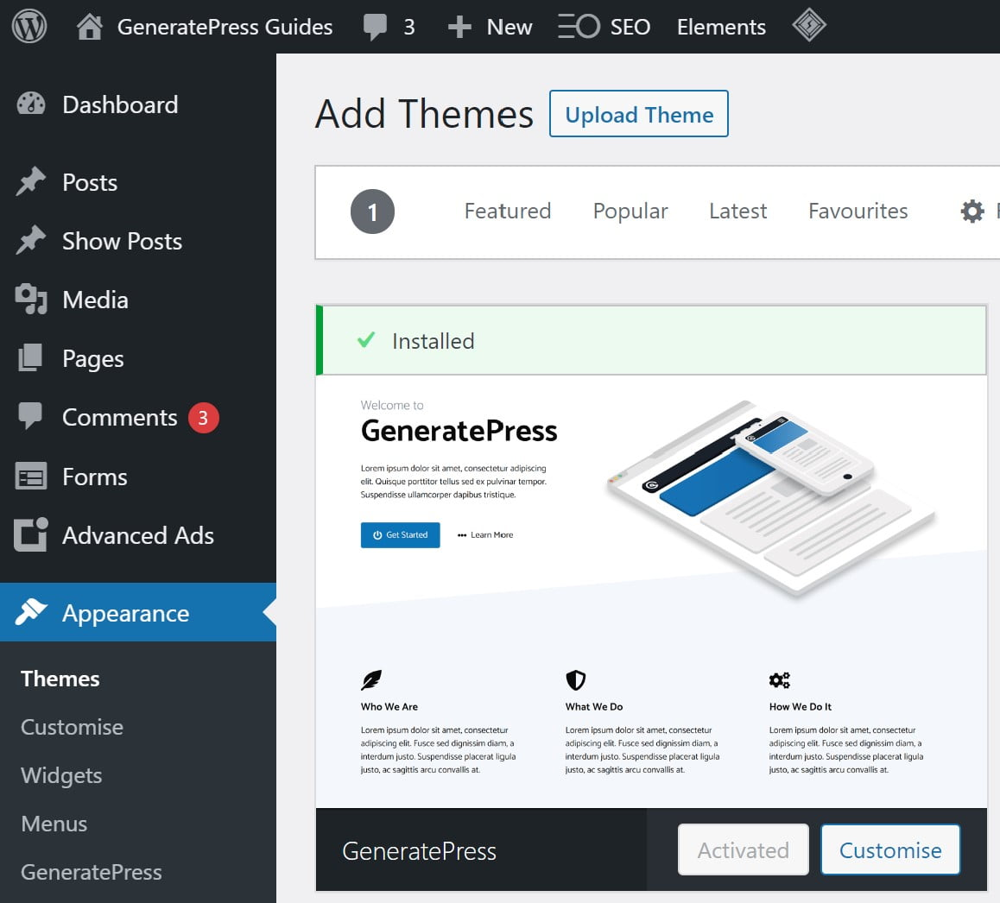 GeneratePress Guides 3 New SEO Elements
Dashboard
Posts
Show Posts
Media
Pages
Comments 3
Forms
Advanced Ads
Appearance
Themes
Customise
Widgets
Menus
GeneratePress
Add Themes Upload Theme
1 Featured Popular Latest Favourites
Installed
Welcome to
GeneratePress
Lorem ipsum dolor sit amet, consectetur adipiscing
elit. Quisque porttitor tellus sed ex pulvinar tempor.
Suspendisse ullamcorper dapibus tristique.
Get Started ••• Learn More
Who We Are
Lorem ipsum dolor sit amet, consectetur
adipiscing elit. Fusce sed dignissim diam, a
interdum justo. Suspendisse placerat ligula
justo, ac sagittis arcu convallis at.
What We Do
Lorem ipsum dolor sit amet, consectetur
adipiscing elit. Fusce sed dignissim diam, a
interdum justo. Suspendisse placerat ligula
justo, ac sagittis arcu convallis at.
How We Do It
Lorem ipsum dolor sit amet, consectetur
adipiscing elit. Fusce sed dignissim diam, a
interdum justo. Suspendisse placerat ligula
justo, ac sagittis arcu convallis at.
GeneratePress Activated Customise